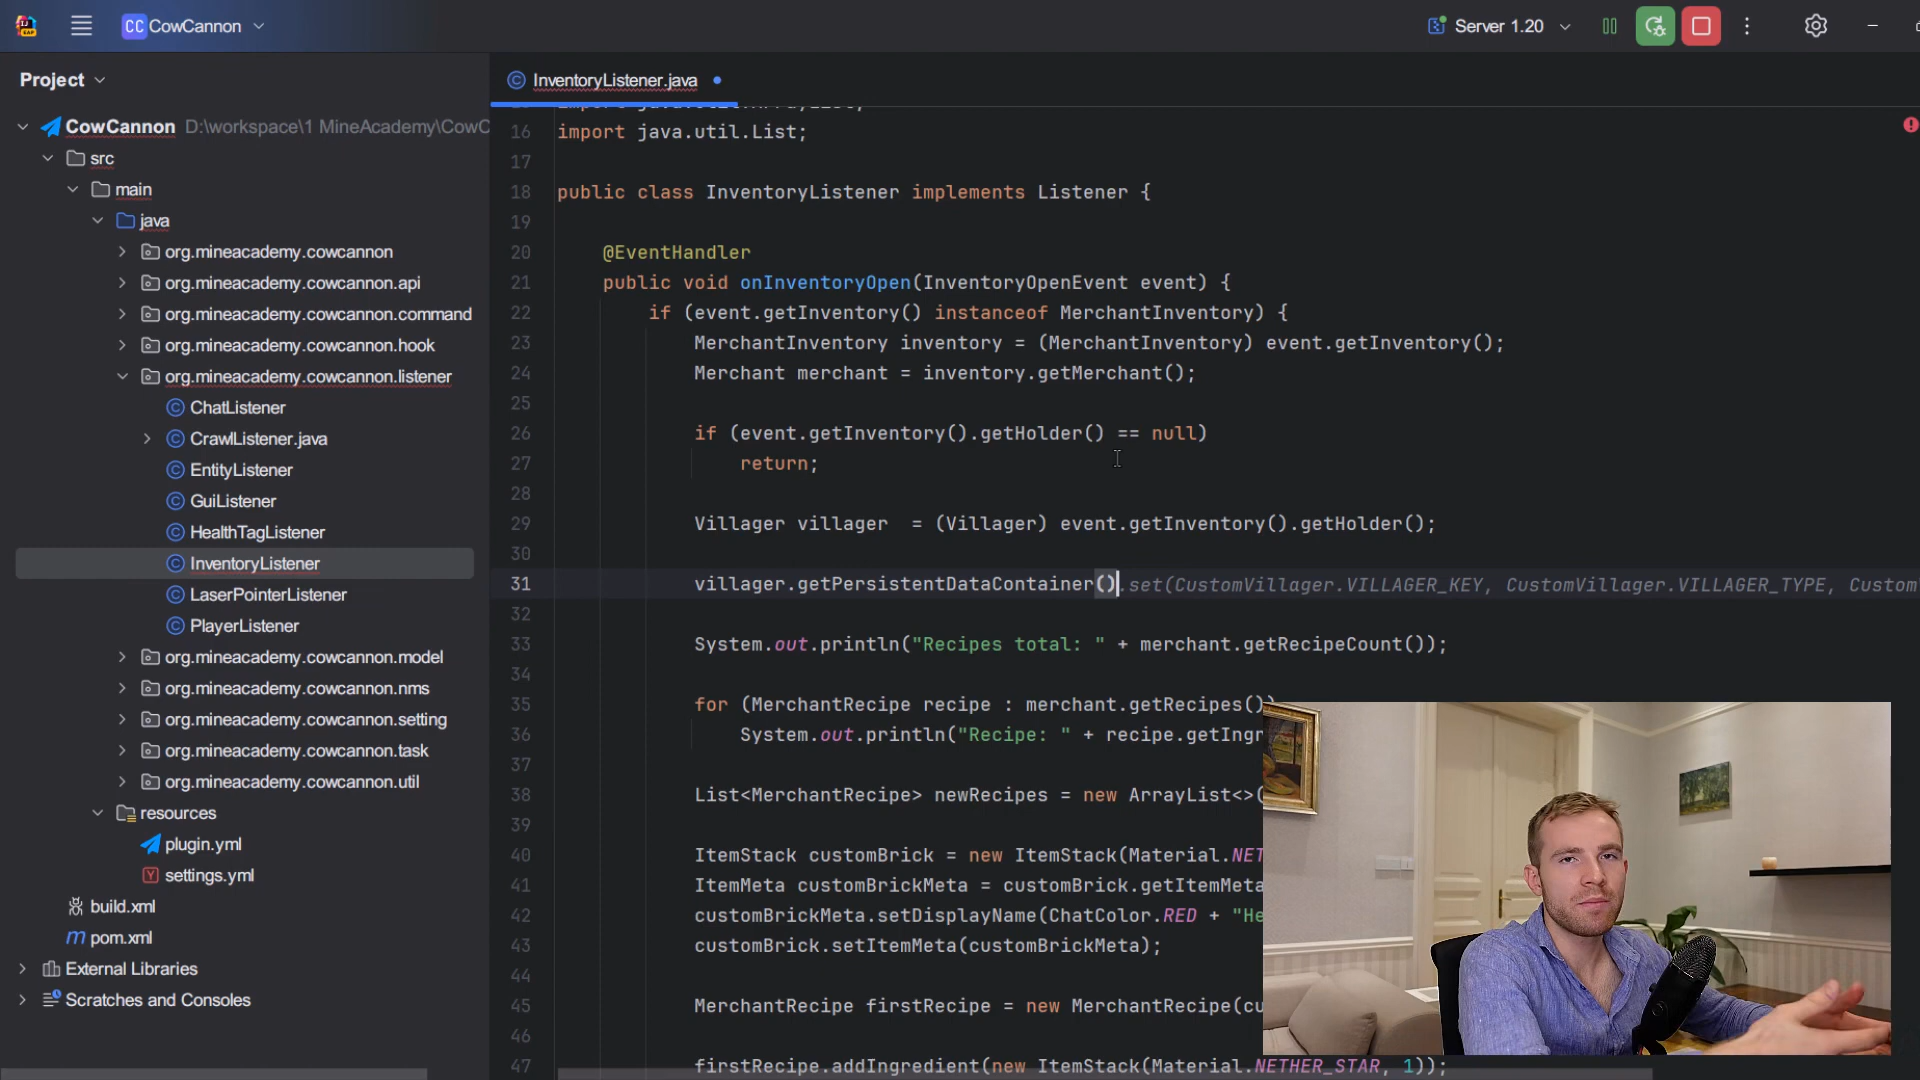 CC CowCannon
Server 1.20
Project
InventoryListener.java
CowCannon D:\workspace\1 MineAcademy\CowC
src
main
java
org.mineacademy.cowcannon
org.mineacademy.cowcannon.api
org.mineacademy.cowcannon.command
org.mineacademy.cowcannon.hook
org.mineacademy.cowcannon.listener
ChatListener
CrawlListener.java
EntityListener
GuiListener
HealthTagListener
InventoryListener
LaserPointerListener
PlayerListener
org.mineacademy.cowcannon.model
org.mineacademy.cowcannon.nms
org.mineacademy.cowcannon.setting
org.mineacademy.cowcannon.task
org.mineacademy.cowcannon.util
resources
plugin.yml
settings.yml
build.xml
pom.xml
External Libraries
Scratches and Consoles
16 import java.util.List;
17
18 public class InventoryListener implements Listener {
19
20 @EventHandler
21 public void onInventoryOpen(InventoryOpenEvent event) {
22 if (event.getInventory() instanceof MerchantInventory) {
23 MerchantInventory inventory = (MerchantInventory) event.getInventory();
24 Merchant merchant = inventory.getMerchant();
25
26 if (event.getInventory().getHolder() == null)
27 return;
28
29 Villager villager  = (Villager) event.getInventory().getHolder();
30
31 villager.getPersistentDataContainer().set(CustomVillager.VILLAGER_KEY, CustomVillager.VILLAGER_TYPE, Custom
32
33 System.out.println("Recipes total: " + merchant.getRecipeCount());
34
35 for (MerchantRecipe recipe : merchant.getRecipes())
36 System.out.println("Recipe: " + recipe.getIngr
37
38 List<MerchantRecipe> newRecipes = new ArrayList<>(
39
40 ItemStack customBrick = new ItemStack(Material.NET
41 ItemMeta customBrickMeta = customBrick.getItemMeta
42 customBrickMeta.setDisplayName(ChatColor.RED + "He
43 customBrick.setItemMeta(customBrickMeta);
44
45 MerchantRecipe firstRecipe = new MerchantRecipe(cu
46
47 firstRecipe.addIngredient(new ItemStack(Material.NETHER_STAR, 1));